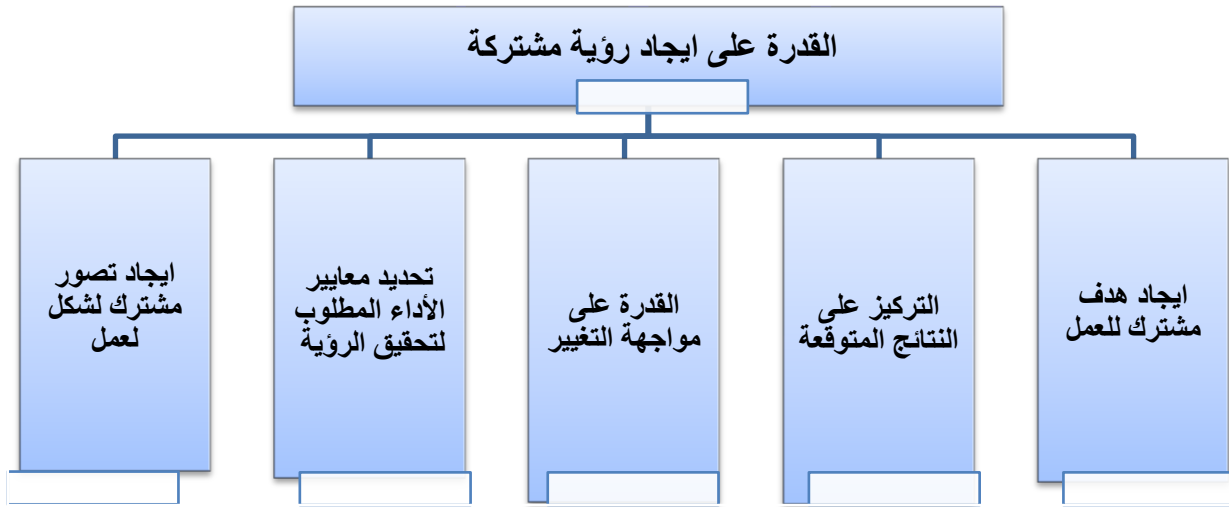 القدرة على ايجاد رؤية مشتركة
ايجاد هدف
مشترك للعمل
التركيز على
النتائج المتوقعة
القدرة على
مواجهة التغيير
تحديد معايير
الأداء المطلوب
لتحقيق الرؤية
ايجاد تصور
مشترك لشكل
لعمل